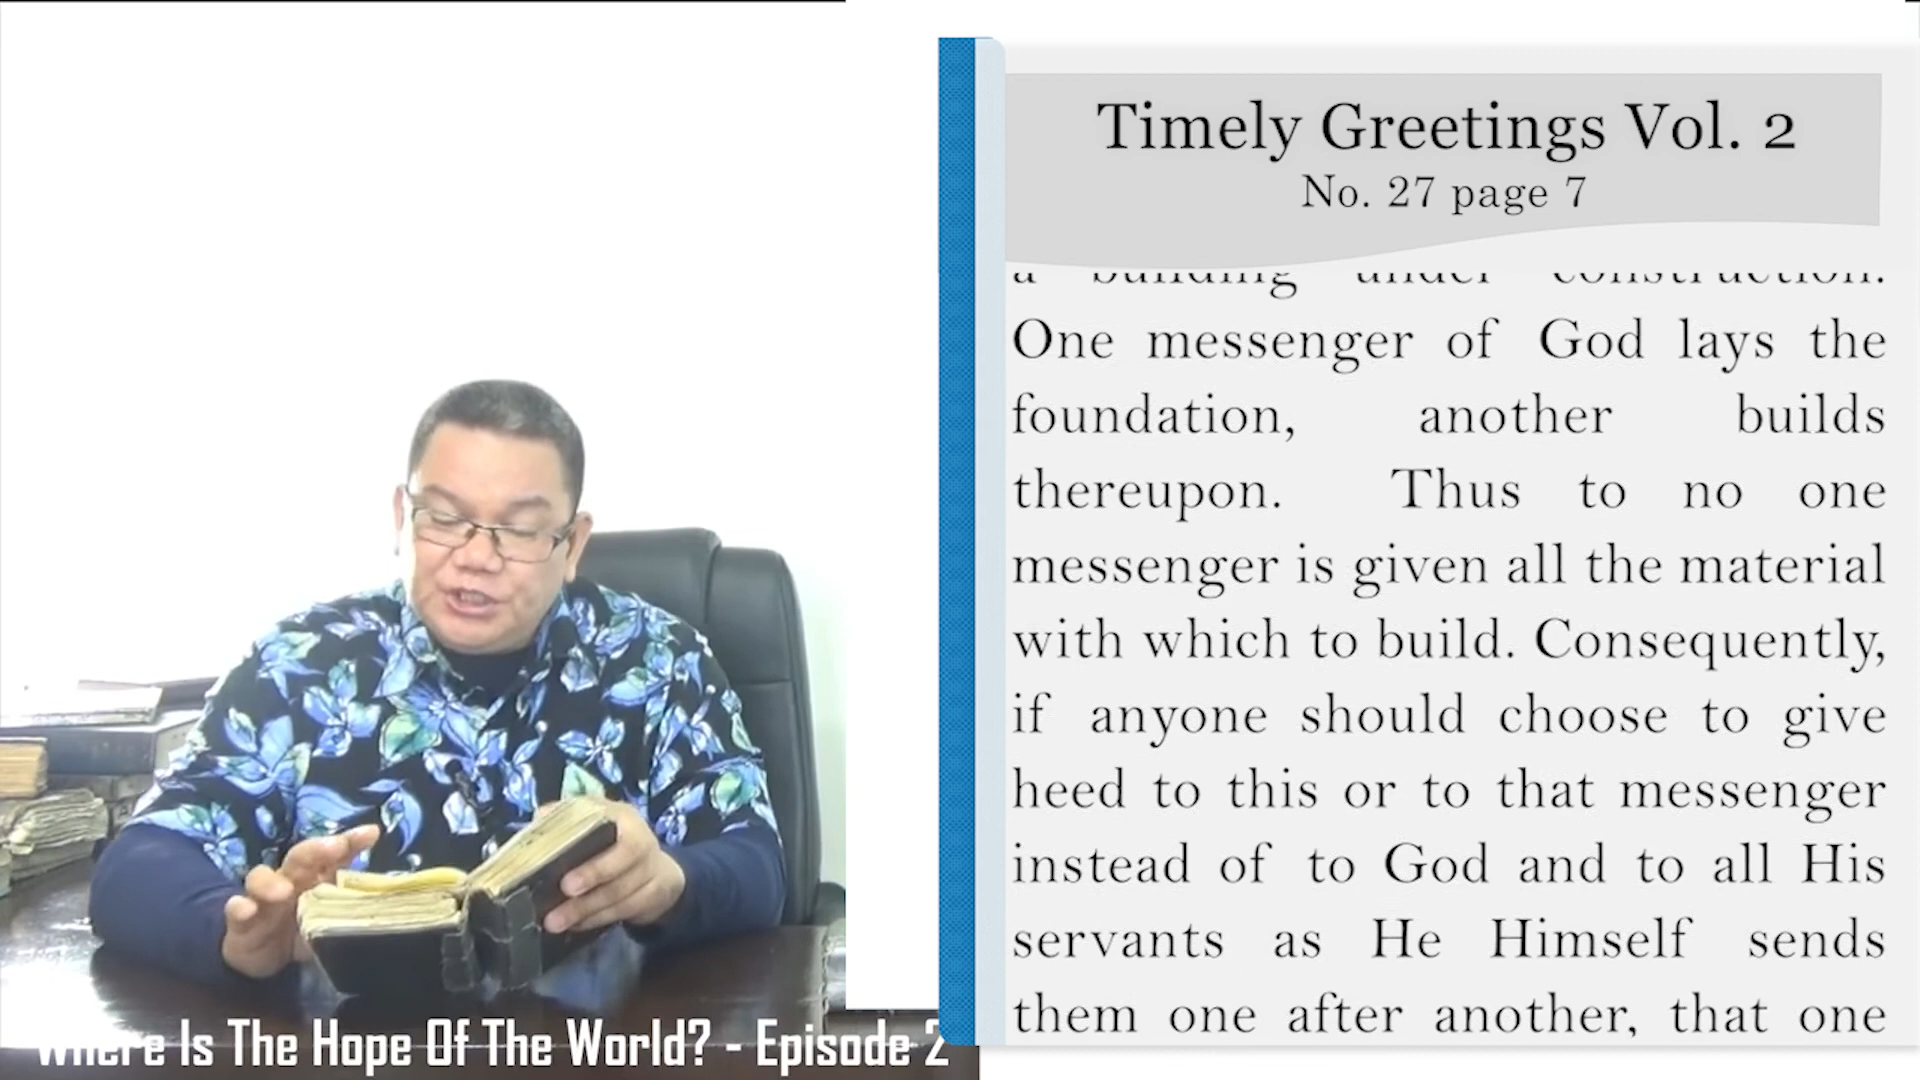 Timely Greetings Vol. 2
No. 27 page 7
a building under construction.
One messenger of God lays the
foundation, another builds
thereupon. Thus to no one
messenger is given all the material
with which to build. Consequently,
if anyone should choose to give
heed to this or to that messenger
instead of to God and to all His
servants as He Himself sends
them one after another, that one
Where Is The Hope Of The World? - Episode 2